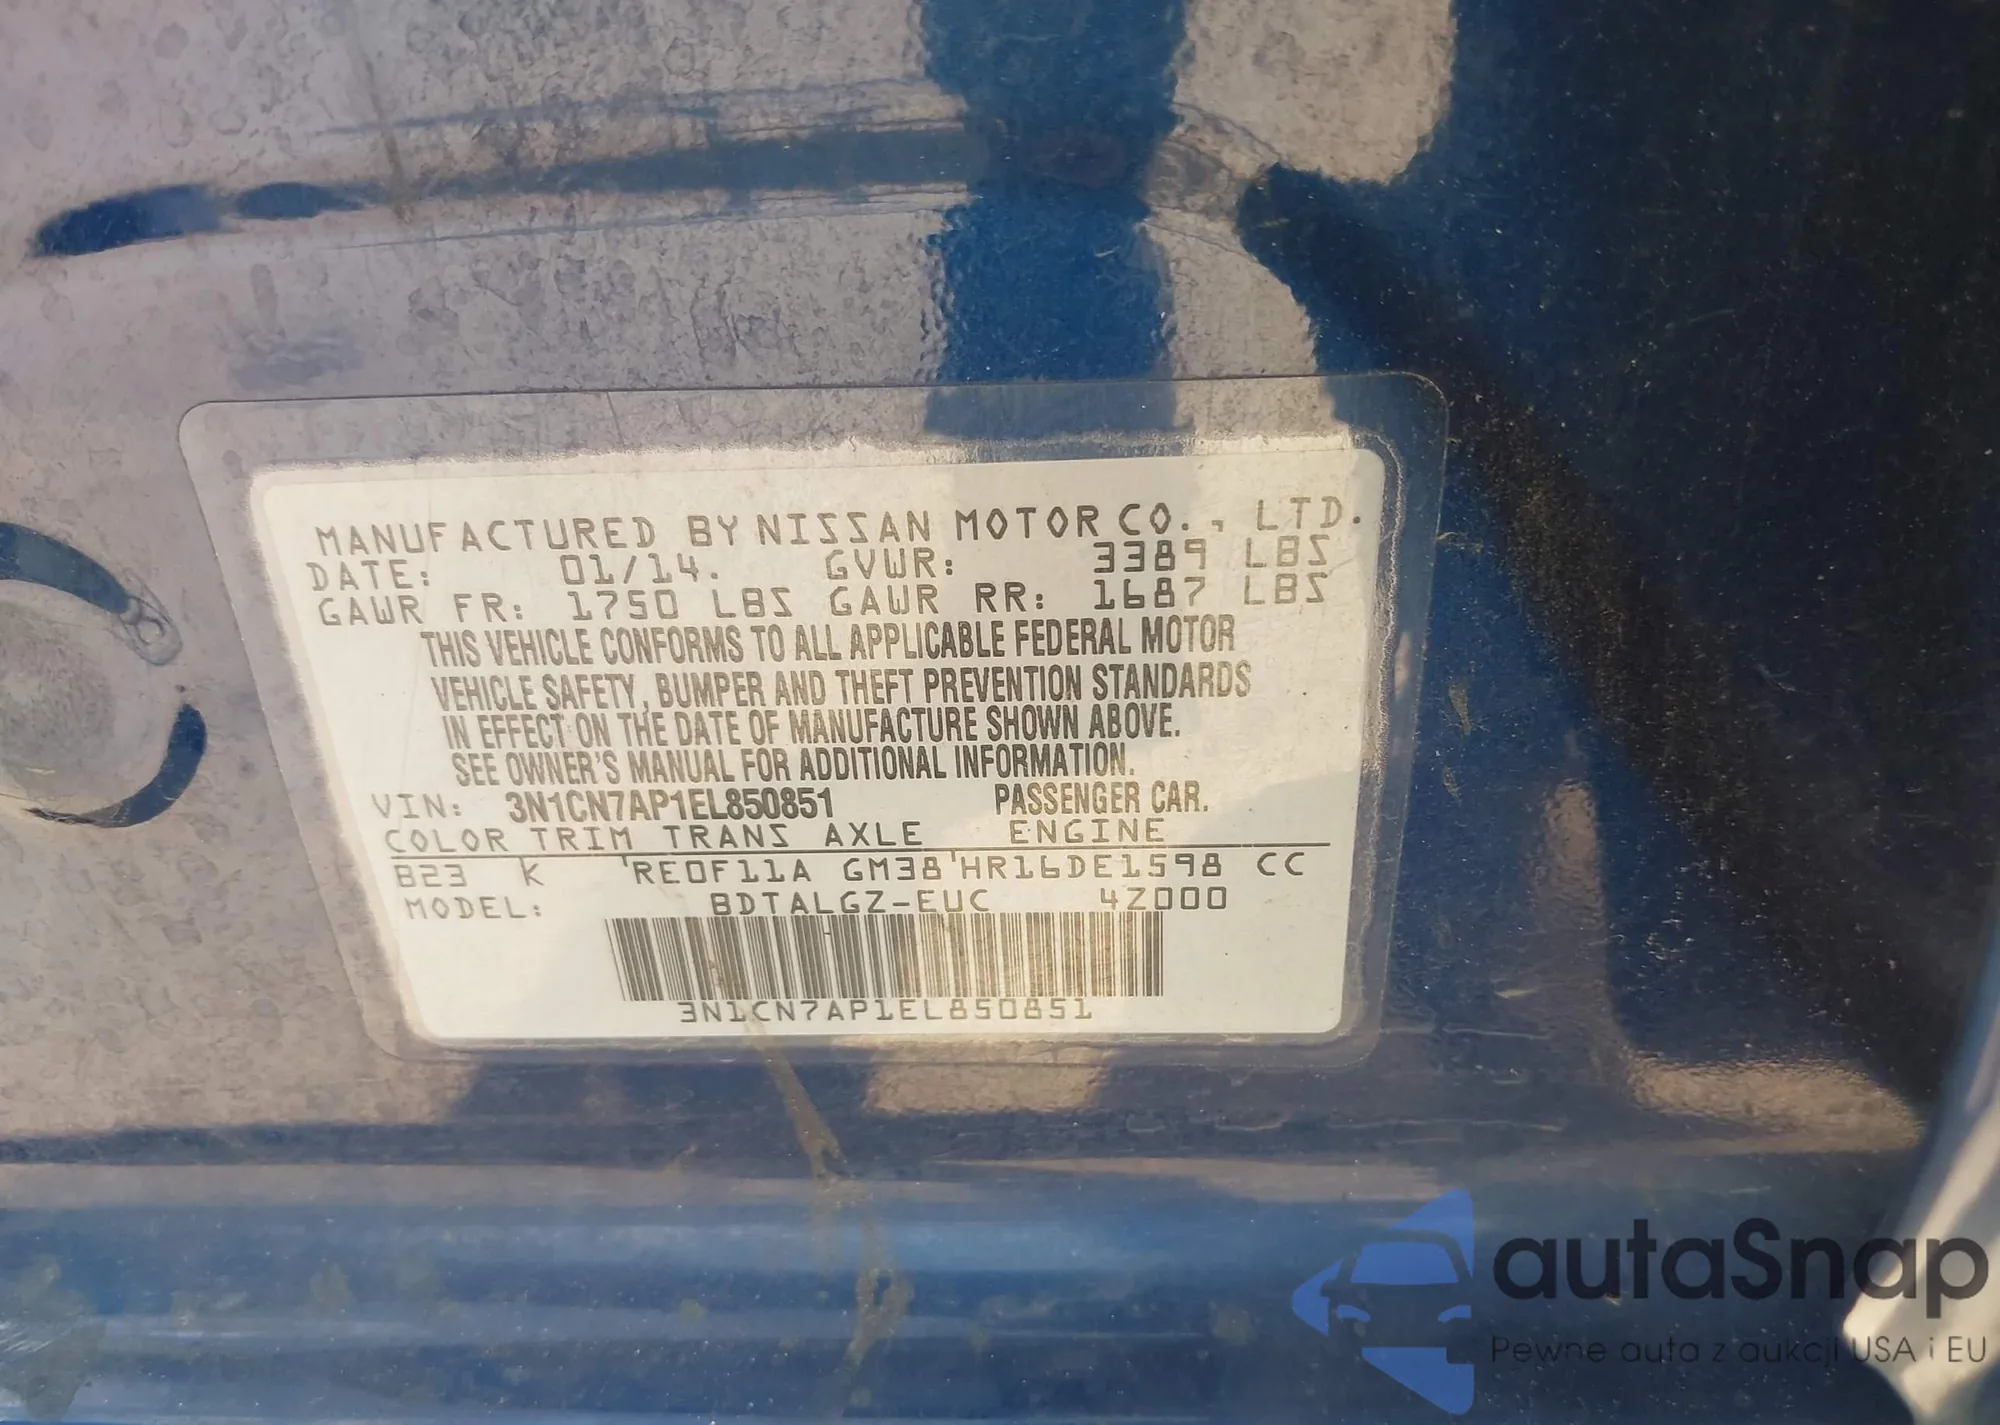 MANUFACTURED BY NISSAN MOTOR CO., LTD.
DATE: 01/14. GVWR: 3389 LBS
GAWR FR: 1750 LBS GAWR RR: 1687 LBS
THIS VEHICLE CONFORMS TO ALL APPLICABLE FEDERAL MOTOR
VEHICLE SAFETY, BUMPER AND THEFT PREVENTION STANDARDS
IN EFFECT ON THE DATE OF MANUFACTURE SHOWN ABOVE.
SEE OWNER'S MANUAL FOR ADDITIONAL INFORMATION.
VIN: 3N1CN7AP1EL850851 PASSENGER CAR.
COLOR TRIM TRANS AXLE ENGINE
B23 K 'RE0F11A GM38'HR16DE1598 CC
MODEL: BDTALGZ-EUC 4Z000
3N1CN7AP1EL850851
autaSnap
Pewne auta z aukcji USA i EU